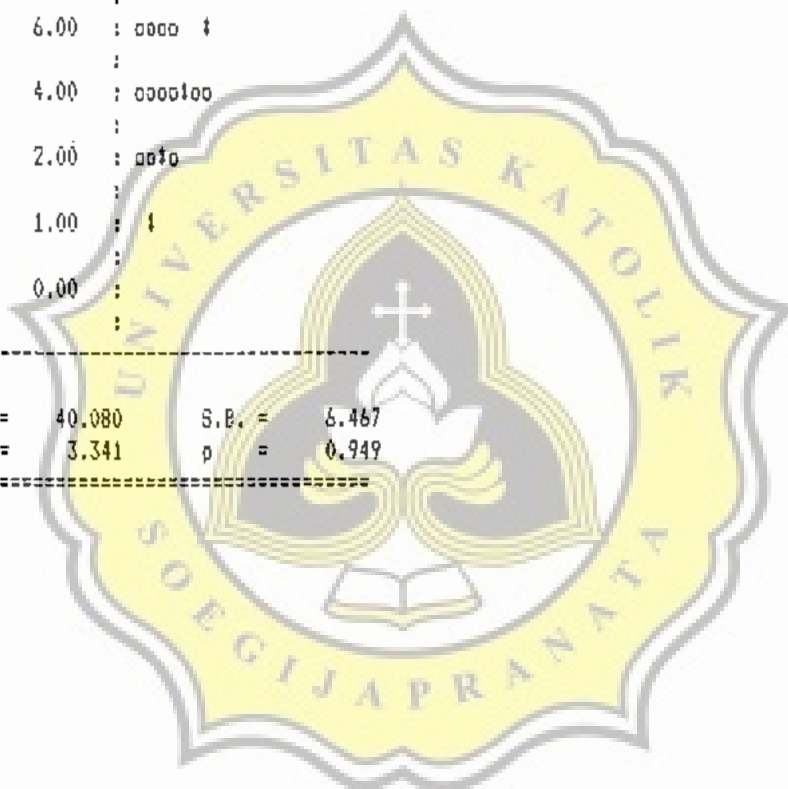 6.00 : oooo *
:
4.00 : oooo*oo
:
2.00 : oo*o
:
1.00 : *
:
0.00 :
:
------------------------------------------
= 40.080 S.B. = 6.467
= 3.341 p = 0.949
==========================================
UNIVERSITAS KATOLIK
SOEGIJAPRANATA